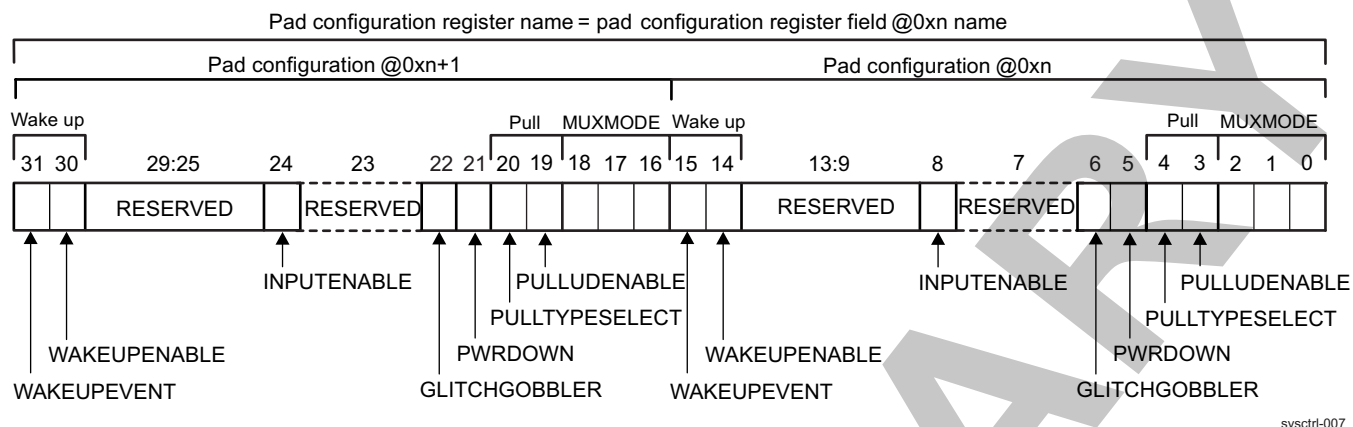 Pad configuration register name = pad configuration register field @0xn name
Pad configuration @0xn+1 Pad configuration @0xn
Wake up Pull MUXMODE Wake up Pull MUXMODE
31 30 29:25 24 23 22 21 20 19 18 17 16 15 14 13:9 8 7 6 5 4 3 2 1 0
RESERVED RESERVED RESERVED RESERVED
INPUTENABLE PULLUDENABLE INPUTENABLE PULLUDENABLE
PULLTYPESELECT PULLTYPESELECT
WAKEUPENABLE PWRDOWN WAKEUPENABLE PWRDOWN
WAKEUPEVENT GLITCHGOBBLER WAKEUPEVENT GLITCHGOBBLER
sysctrl-007